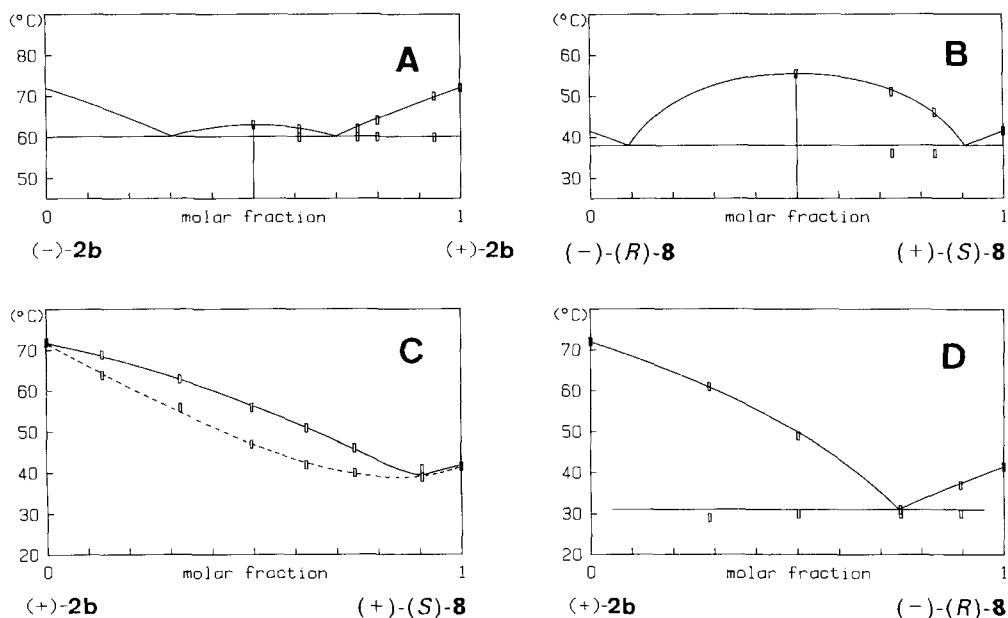 (°C)
A
80
70
60
50
0 molar fraction 1
(-)-2b (+)-2b
(°C)
B
60
50
40
30
0 molar fraction 1
(-)-(R)-8 (+)-(S)-8
(°C)
C
70
60
50
40
30
20
0 molar fraction 1
(+)-2b (+)-(S)-8
(°C)
D
70
60
50
40
30
20
0 molar fraction 1
(+)-2b (-)-(R)-8